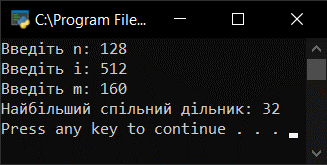 C:\Program File...
Введіть n: 128
Введіть i: 512
Введіть m: 160
Найбільший спільний дільник: 32
Press any key to continue . . .